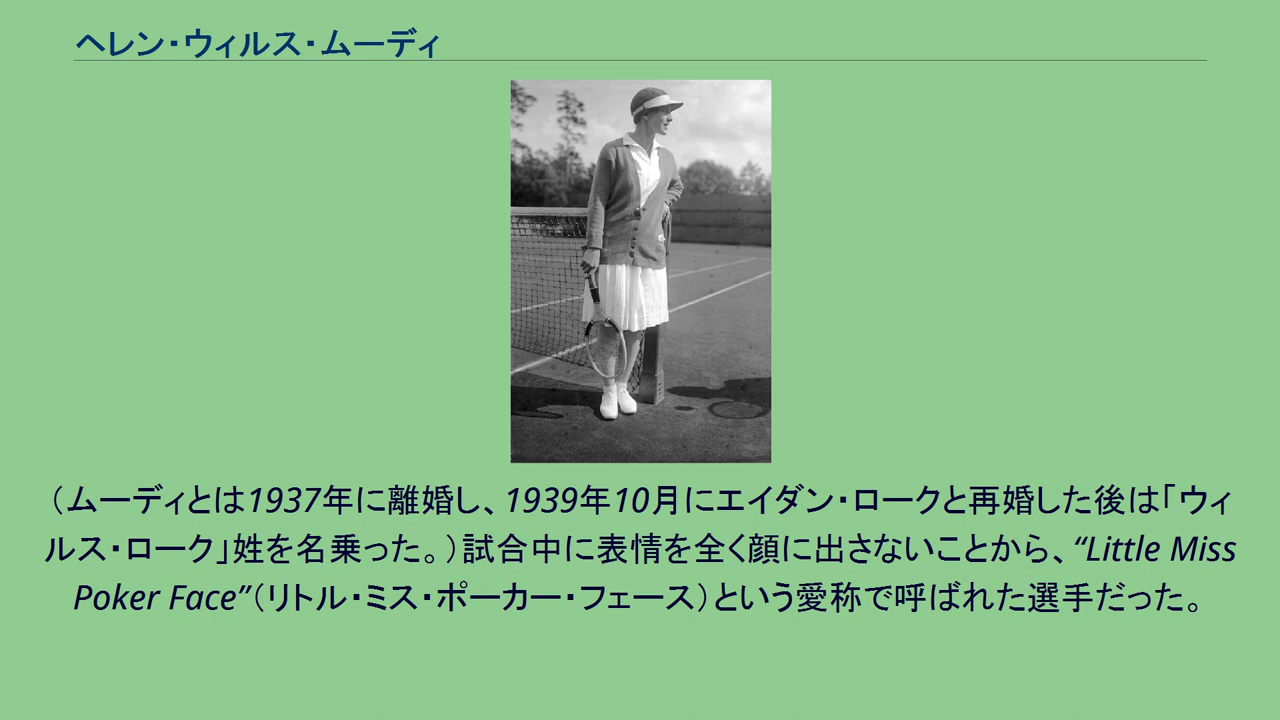 ヘレン・ウィルス・ムーディ
（ムーディとは1937年に離婚し、1939年10月にエイダン・ロークと再婚した後は「ウィ
ルス・ローク」姓を名乗った。）試合中に表情を全く顔に出さないことから、“Little Miss
Poker Face”（リトル・ミス・ポーカー・フェース）という愛称で呼ばれた選手だった。